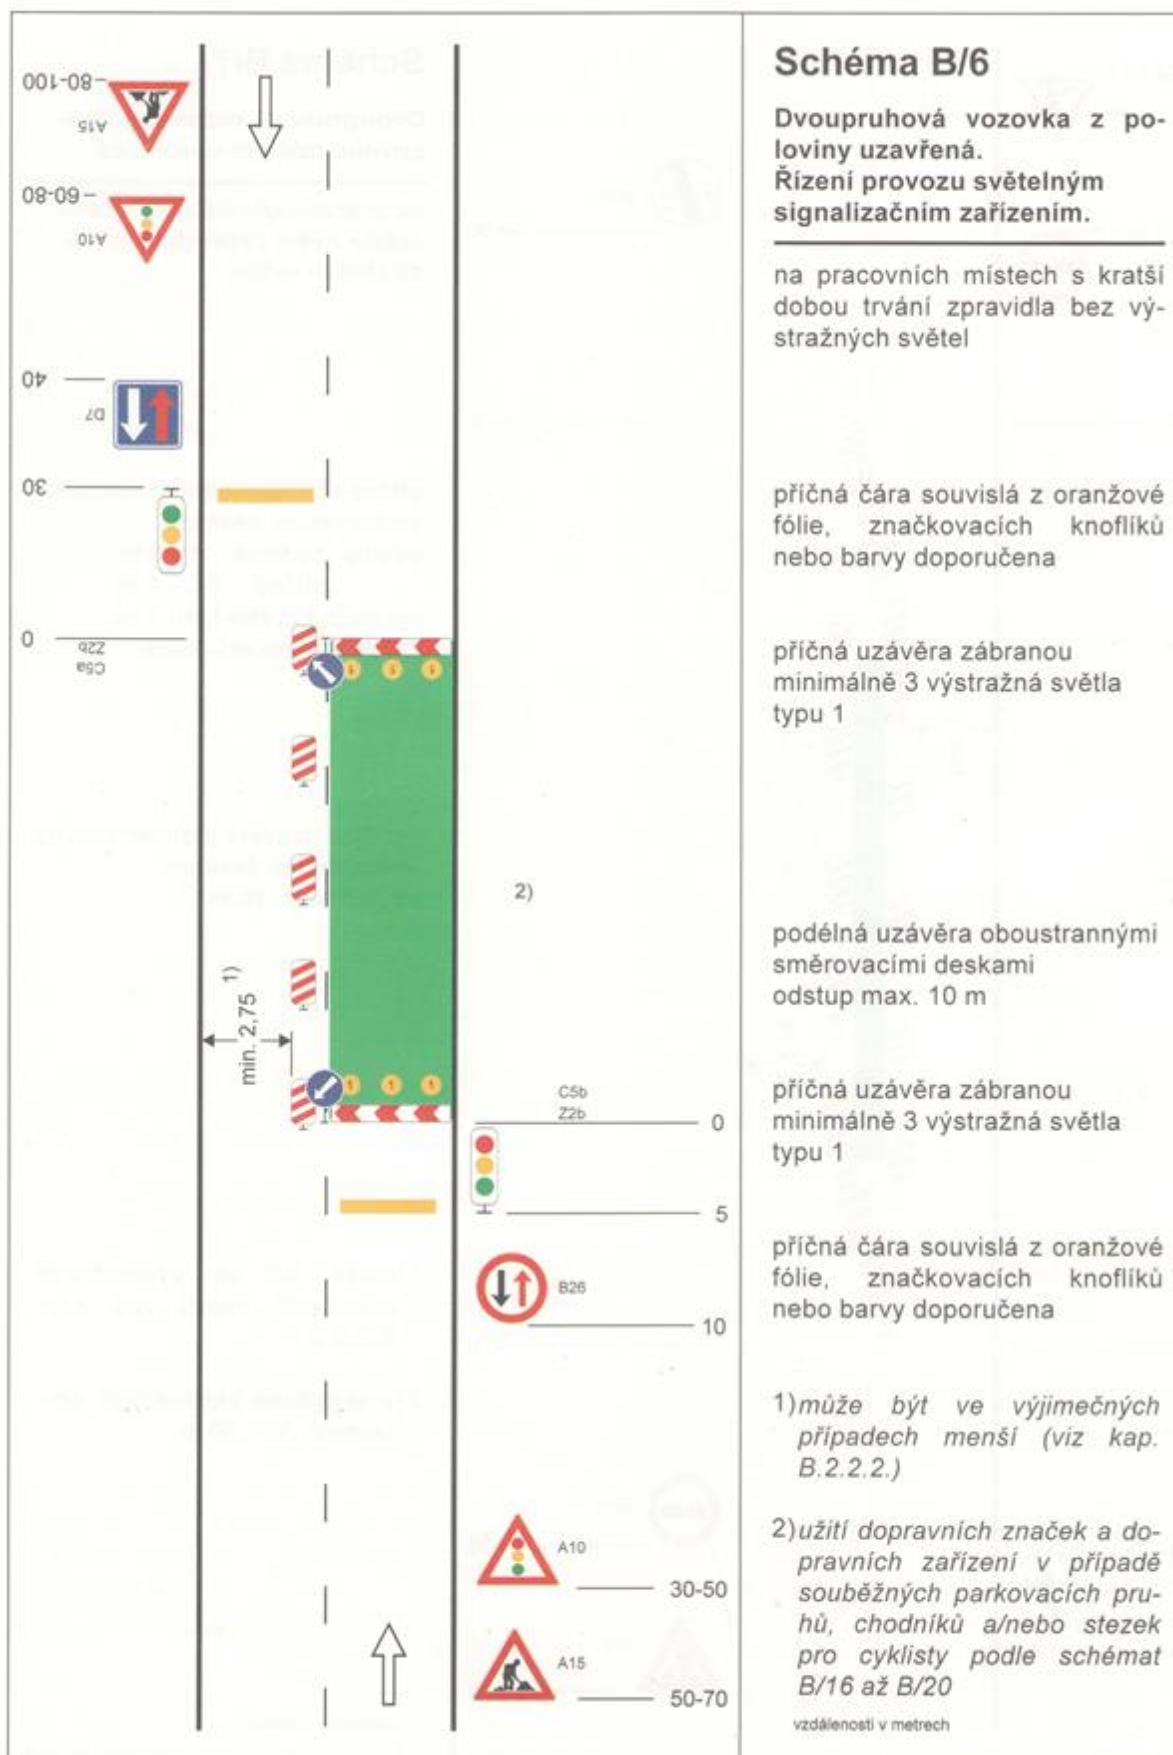 80-100
A15
60-80
A10
40
D7
30
0
Z2b
C5a
1 1 1
2)
min. 2,75 1)
1 1 1
C5b
Z2b
0
5
B26
10
A10
30-50
A15
50-70
Schéma B/6
Dvoupruhová vozovka z po-
loviny uzavřená.
Řízení provozu světelným
signalizačním zařízením.
na pracovních místech s kratší
dobou trvání zpravidla bez vý-
stražných světel
příčná čára souvislá z oranžové
fólie, značkovacích knoflíků
nebo barvy doporučena
příčná uzávěra zábranou
minimálně 3 výstražná světla
typu 1
podélná uzávěra oboustrannými
směrovacími deskami
odstup max. 10 m
příčná uzávěra zábranou
minimálně 3 výstražná světla
typu 1
příčná čára souvislá z oranžové
fólie, značkovacích knoflíků
nebo barvy doporučena
1) může být ve výjimečných
případech menší (viz kap.
B.2.2.2.)
2) užití dopravních značek a do-
pravních zařízení v případě
souběžných parkovacích pru-
hů, chodníků a/nebo stezek
pro cyklisty podle schémat
B/16 až B/20
vzdálenosti v metrech